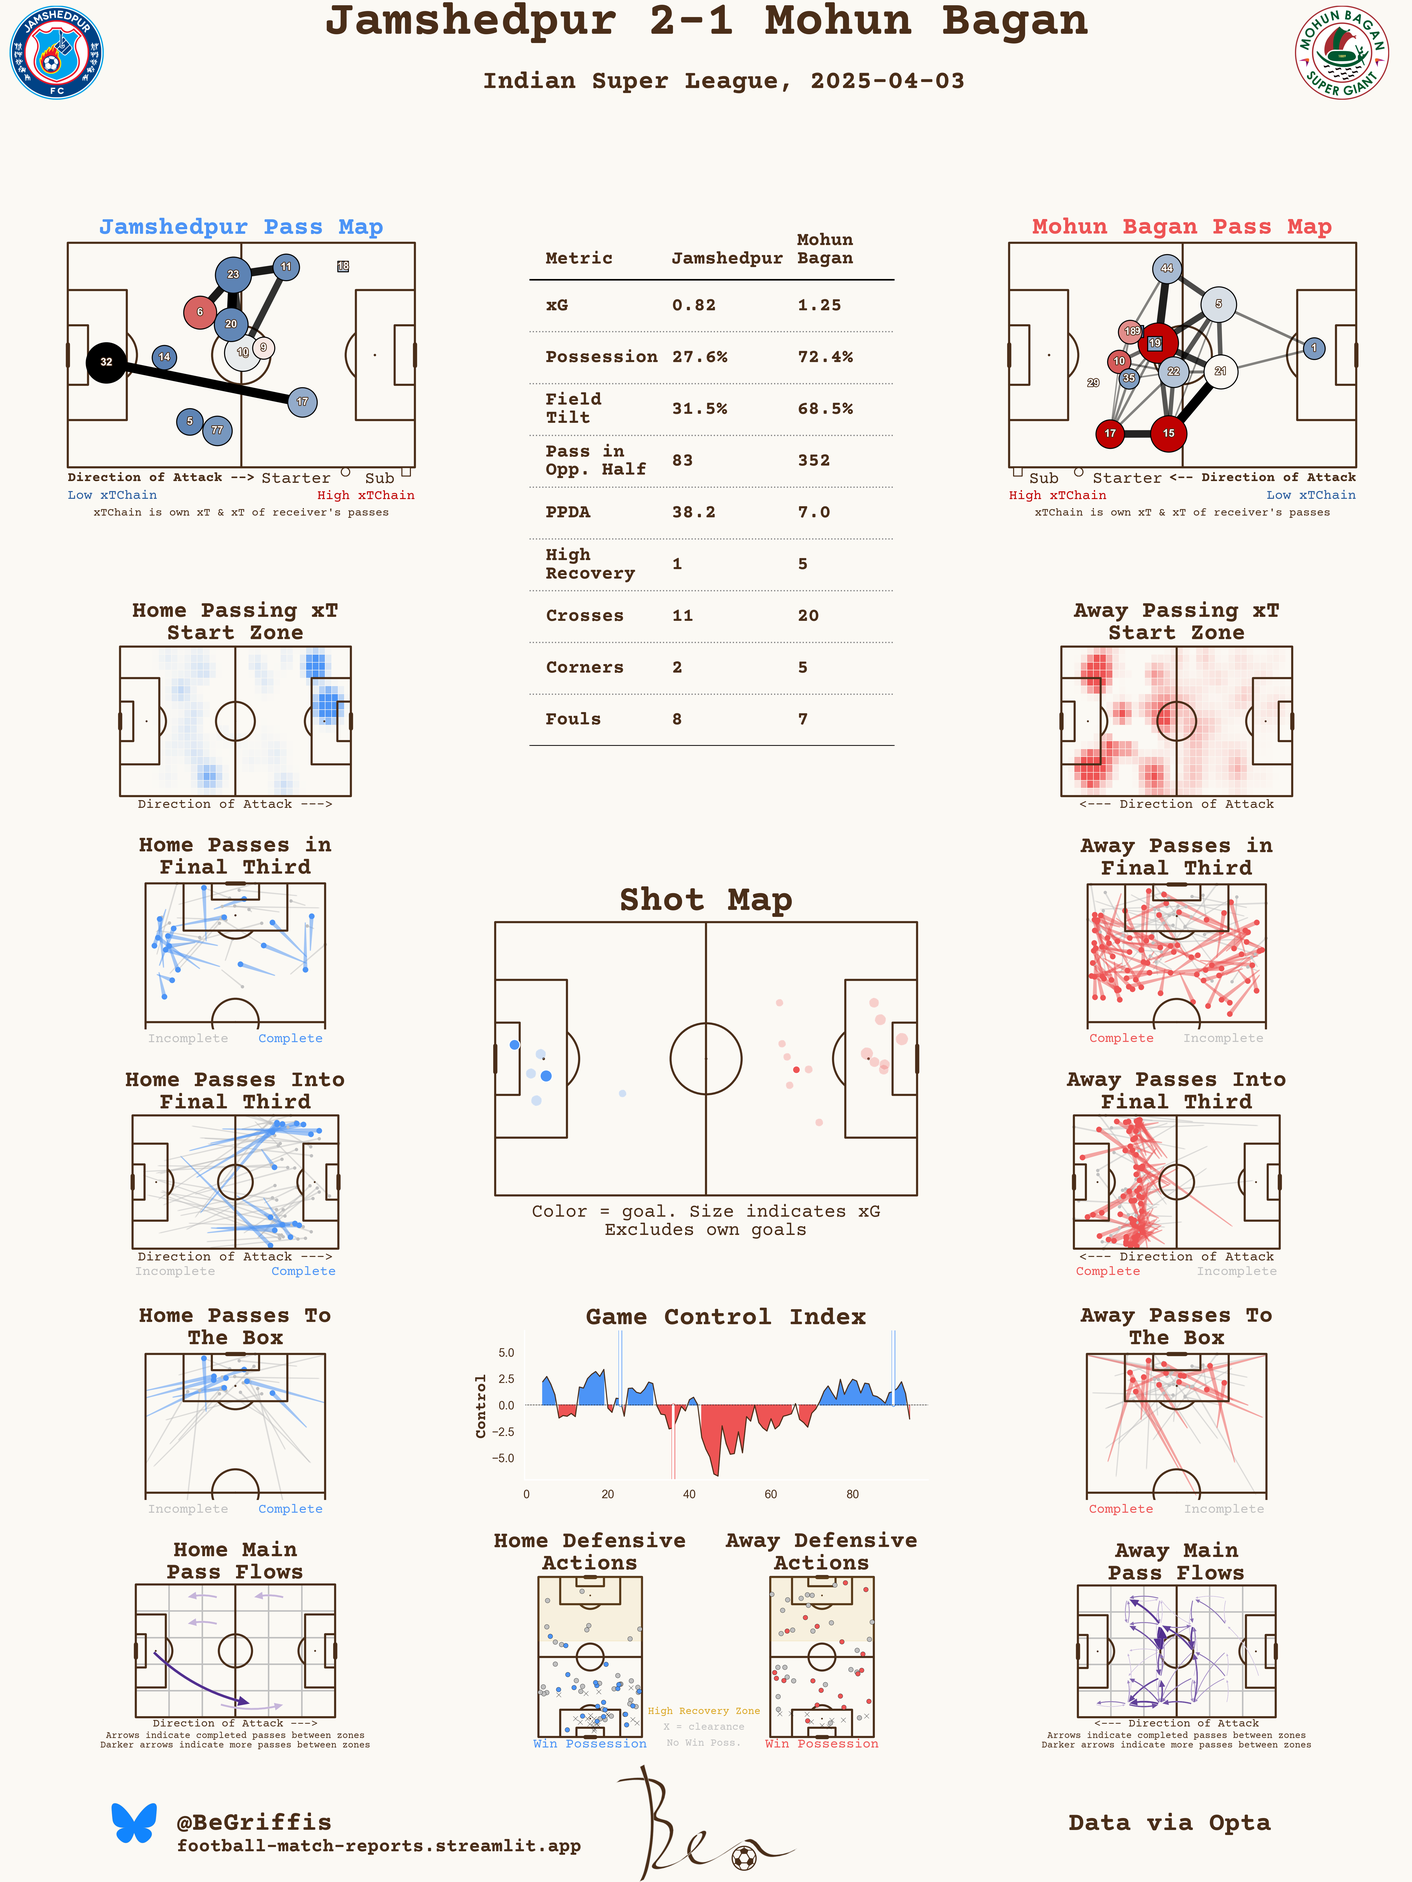 Jamshedpur 2-1 Mohun Bagan
Indian Super League, 2025-04-03
JAMSHEDPUR
FC
MOHUN BAGAN
SUPER GIANT
Jamshedpur Pass Map
23
11
18
6
20
10
9
14
32
17
5
77
Direction of Attack --> Starter Sub
Low xTChain High xTChain
xTChain is own xT & xT of receiver's passes
Metric Jamshedpur Mohun
Bagan
xG 0.82 1.25
Possession 27.6% 72.4%
Field
Tilt 31.5% 68.5%
Pass in
Opp. Half 83 352
PPDA 38.2 7.0
High
Recovery 1 5
Crosses 11 20
Corners 2 5
Fouls 8 7
Mohun Bagan Pass Map
44
5
18
9
19
1
10
22
21
35
29
17
15
Sub Starter <-- Direction of Attack
High xTChain Low xTChain
xTChain is own xT & xT of receiver's passes
Home Passing xT
Start Zone
Direction of Attack --->
Away Passing xT
Start Zone
<--- Direction of Attack
Home Passes in
Final Third
Incomplete Complete
Away Passes in
Final Third
Complete Incomplete
Shot Map
Color = goal. Size indicates xG
Excludes own goals
Home Passes Into
Final Third
Direction of Attack --->
Incomplete Complete
Away Passes Into
Final Third
<--- Direction of Attack
Complete Incomplete
Home Passes To
The Box
Incomplete Complete
Game Control Index
Control
5.0
2.5
0.0
−2.5
−5.0
0 20 40 60 80
Away Passes To
The Box
Complete Incomplete
Home Main
Pass Flows
Direction of Attack --->
Arrows indicate completed passes between zones
Darker arrows indicate more passes between zones
Home Defensive
Actions
Win Possession
High Recovery Zone
X = clearance
No Win Poss.
Away Defensive
Actions
Win Possession
Away Main
Pass Flows
<--- Direction of Attack
Arrows indicate completed passes between zones
Darker arrows indicate more passes between zones
@BeGriffis
football-match-reports.streamlit.app
Ben
Data via Opta